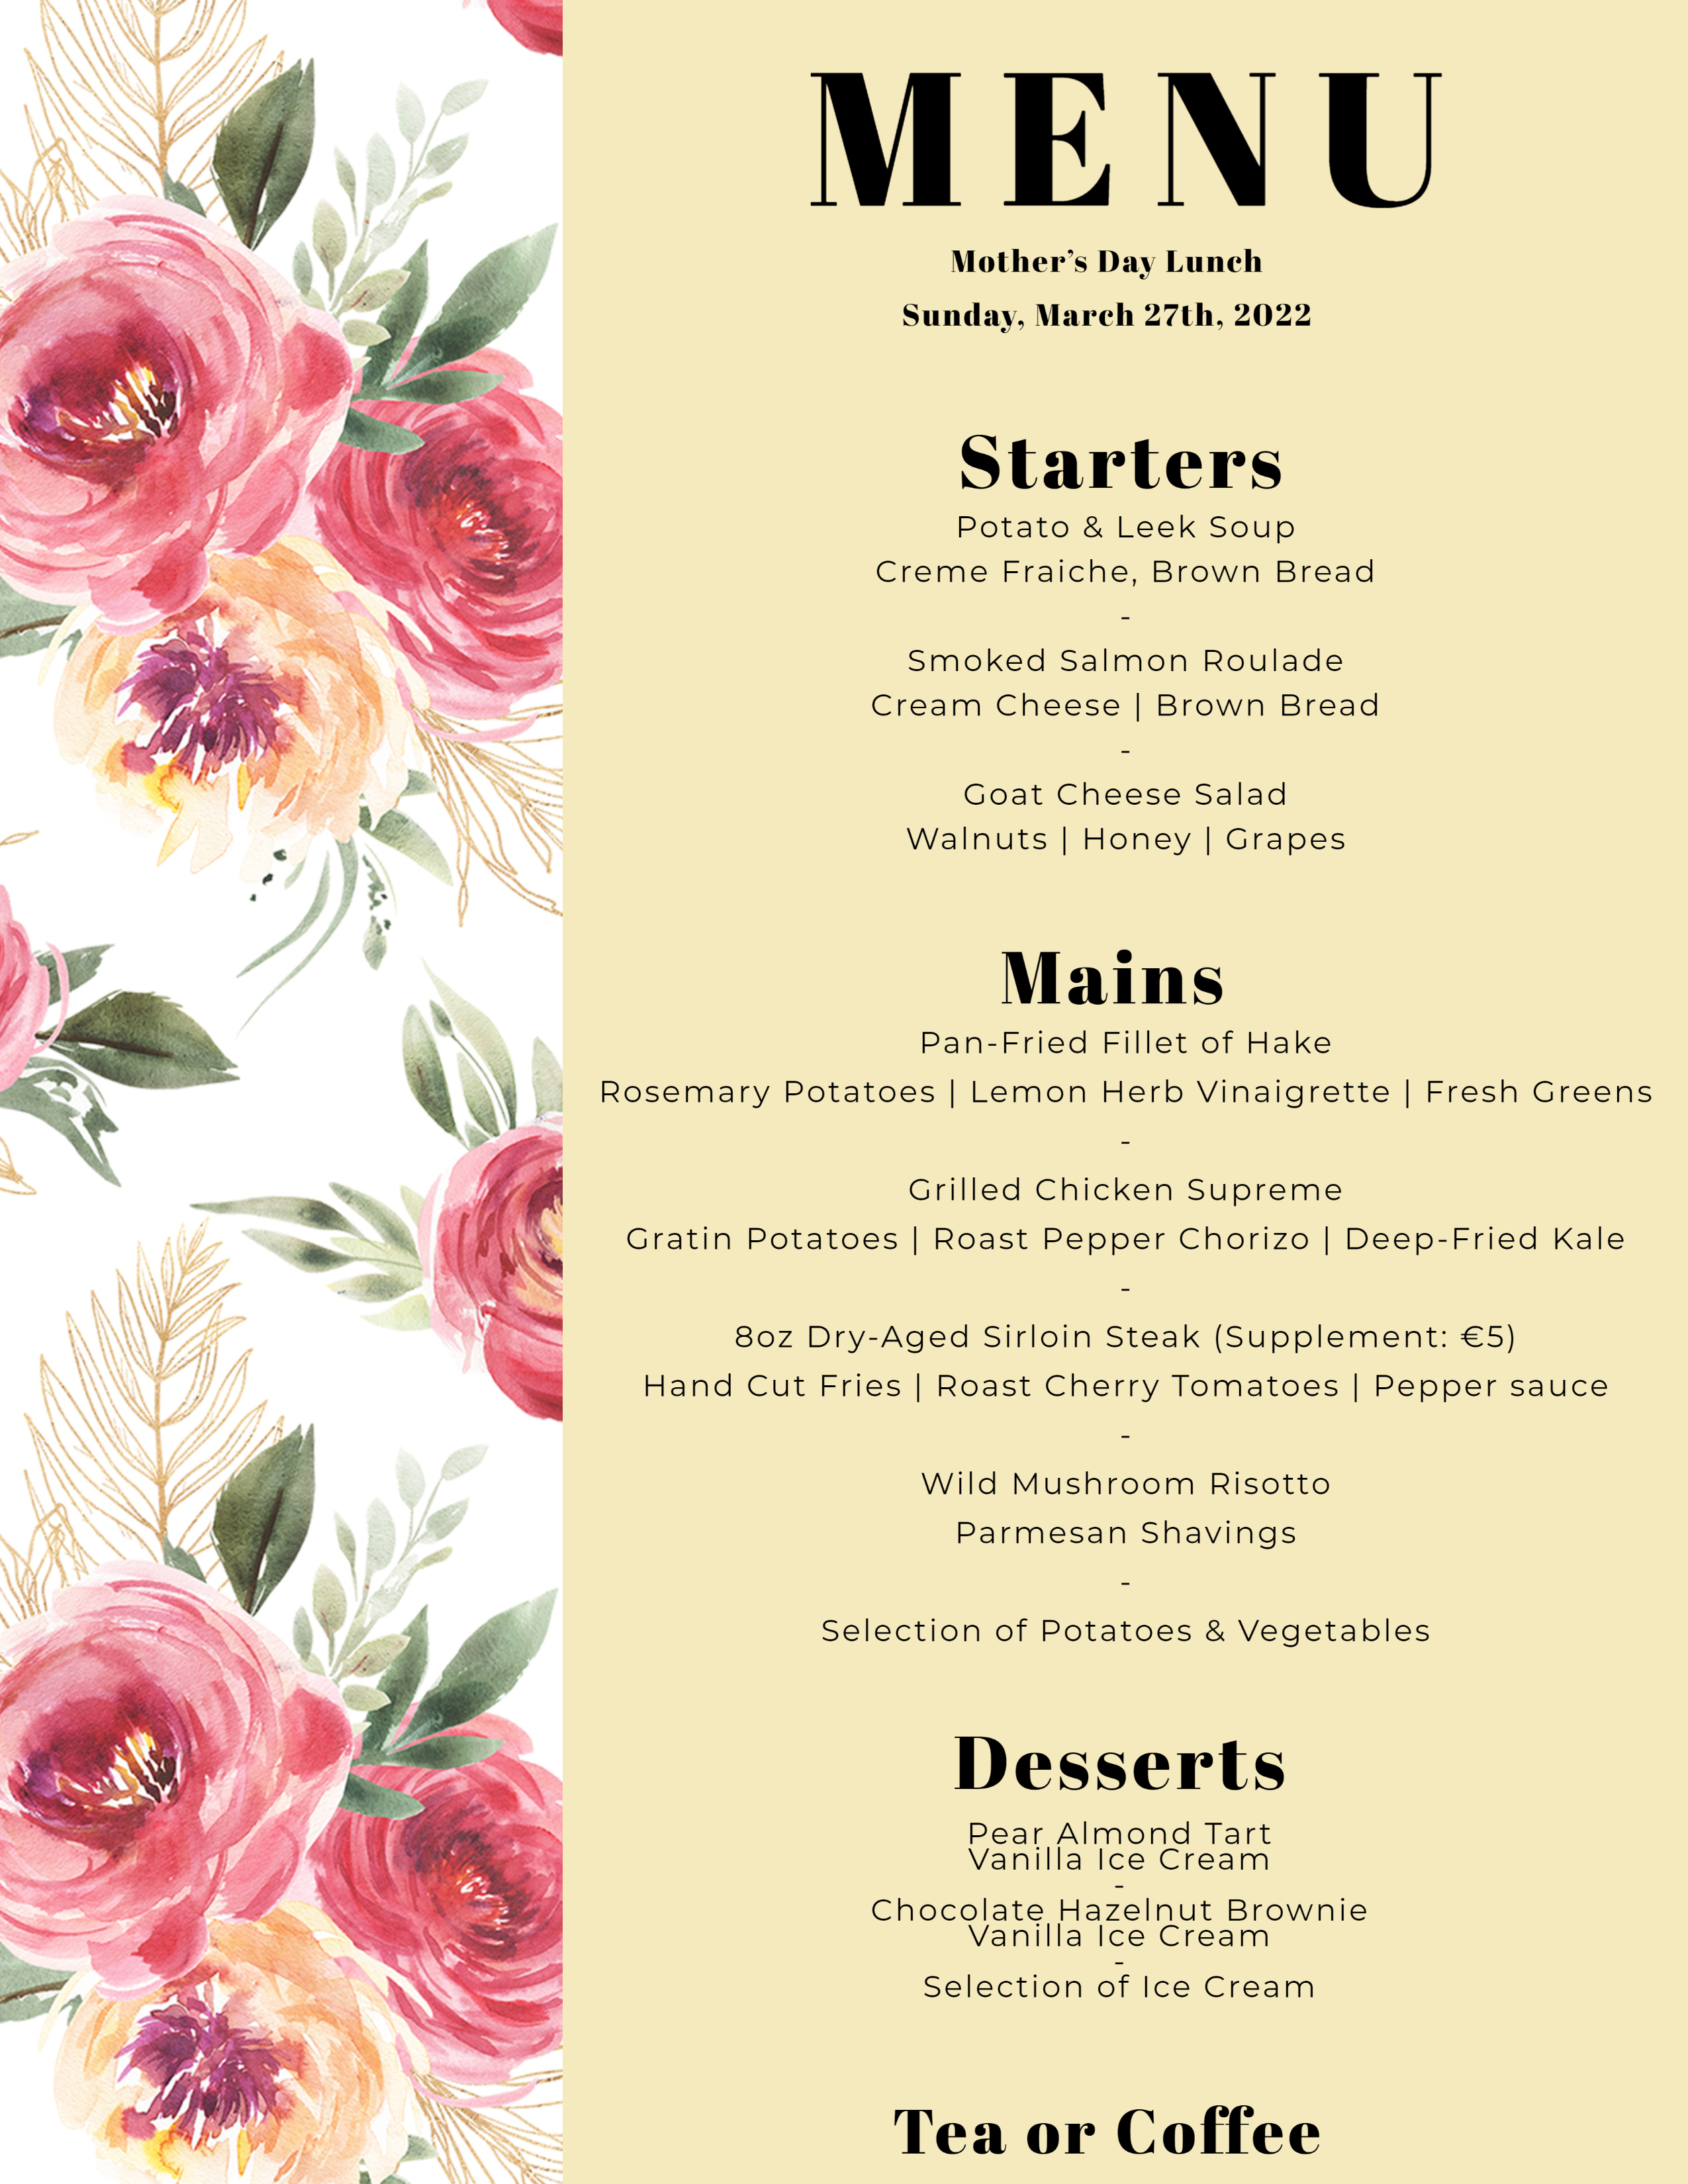 MENU
Mother’s Day Lunch
Sunday, March 27th, 2022
Starters
Potato & Leek Soup
Creme Fraiche, Brown Bread
-
Smoked Salmon Roulade
Cream Cheese | Brown Bread
-
Goat Cheese Salad
Walnuts | Honey | Grapes
Mains
Pan-Fried Fillet of Hake
Rosemary Potatoes | Lemon Herb Vinaigrette | Fresh Greens
-
Grilled Chicken Supreme
Gratin Potatoes | Roast Pepper Chorizo | Deep-Fried Kale
-
8oz Dry-Aged Sirloin Steak (Supplement: €5)
Hand Cut Fries | Roast Cherry Tomatoes | Pepper sauce
-
Wild Mushroom Risotto
Parmesan Shavings
-
Selection of Potatoes & Vegetables
Desserts
Pear Almond Tart
Vanilla Ice Cream
-
Chocolate Hazelnut Brownie
Vanilla Ice Cream
-
Selection of Ice Cream
Tea or Coffee